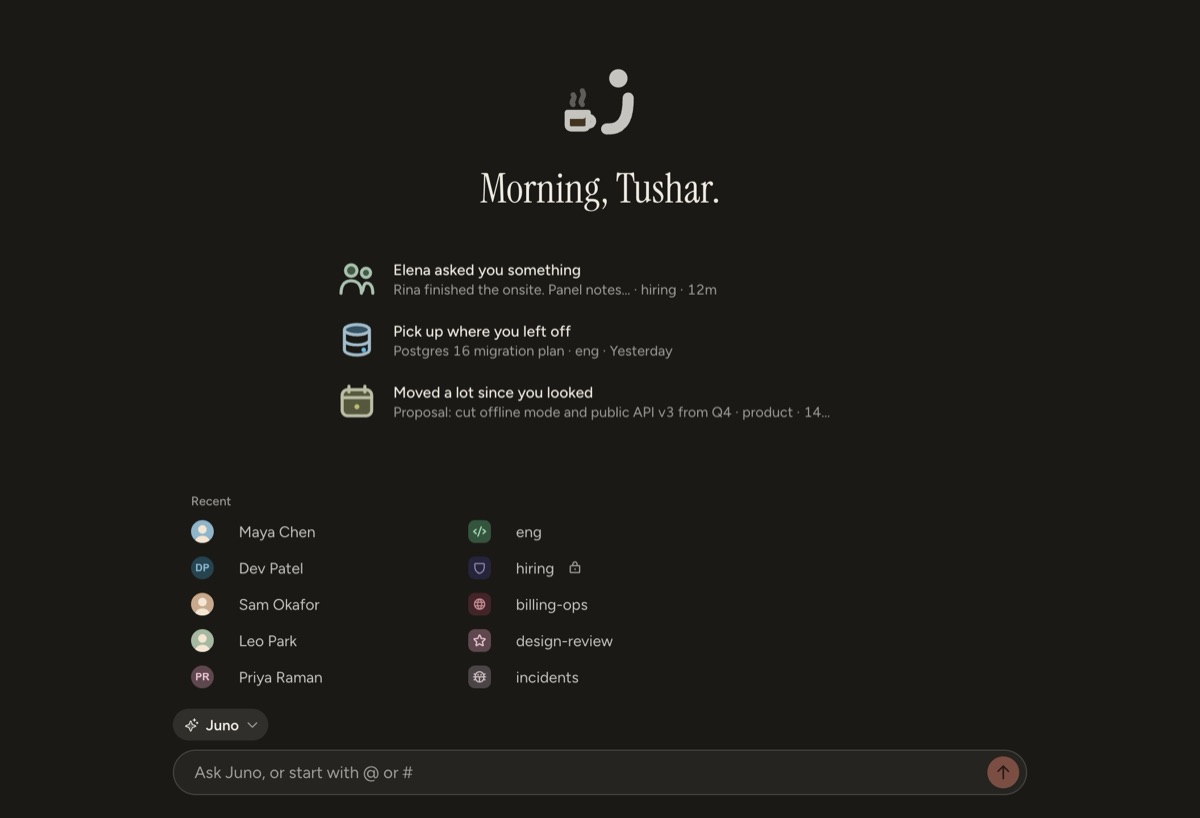 Morning, Tushar.
Elena asked you something
Rina finished the onsite. Panel notes... · hiring · 12m
Pick up where you left off
Postgres 16 migration plan · eng · Yesterday
Moved a lot since you looked
Proposal: cut offline mode and public API v3 from Q4 · product · 14...
Recent
Maya Chen
eng
DP
Dev Patel
hiring
Sam Okafor
billing-ops
Leo Park
design-review
PR
Priya Raman
incidents
Juno
Ask Juno, or start with @ or #